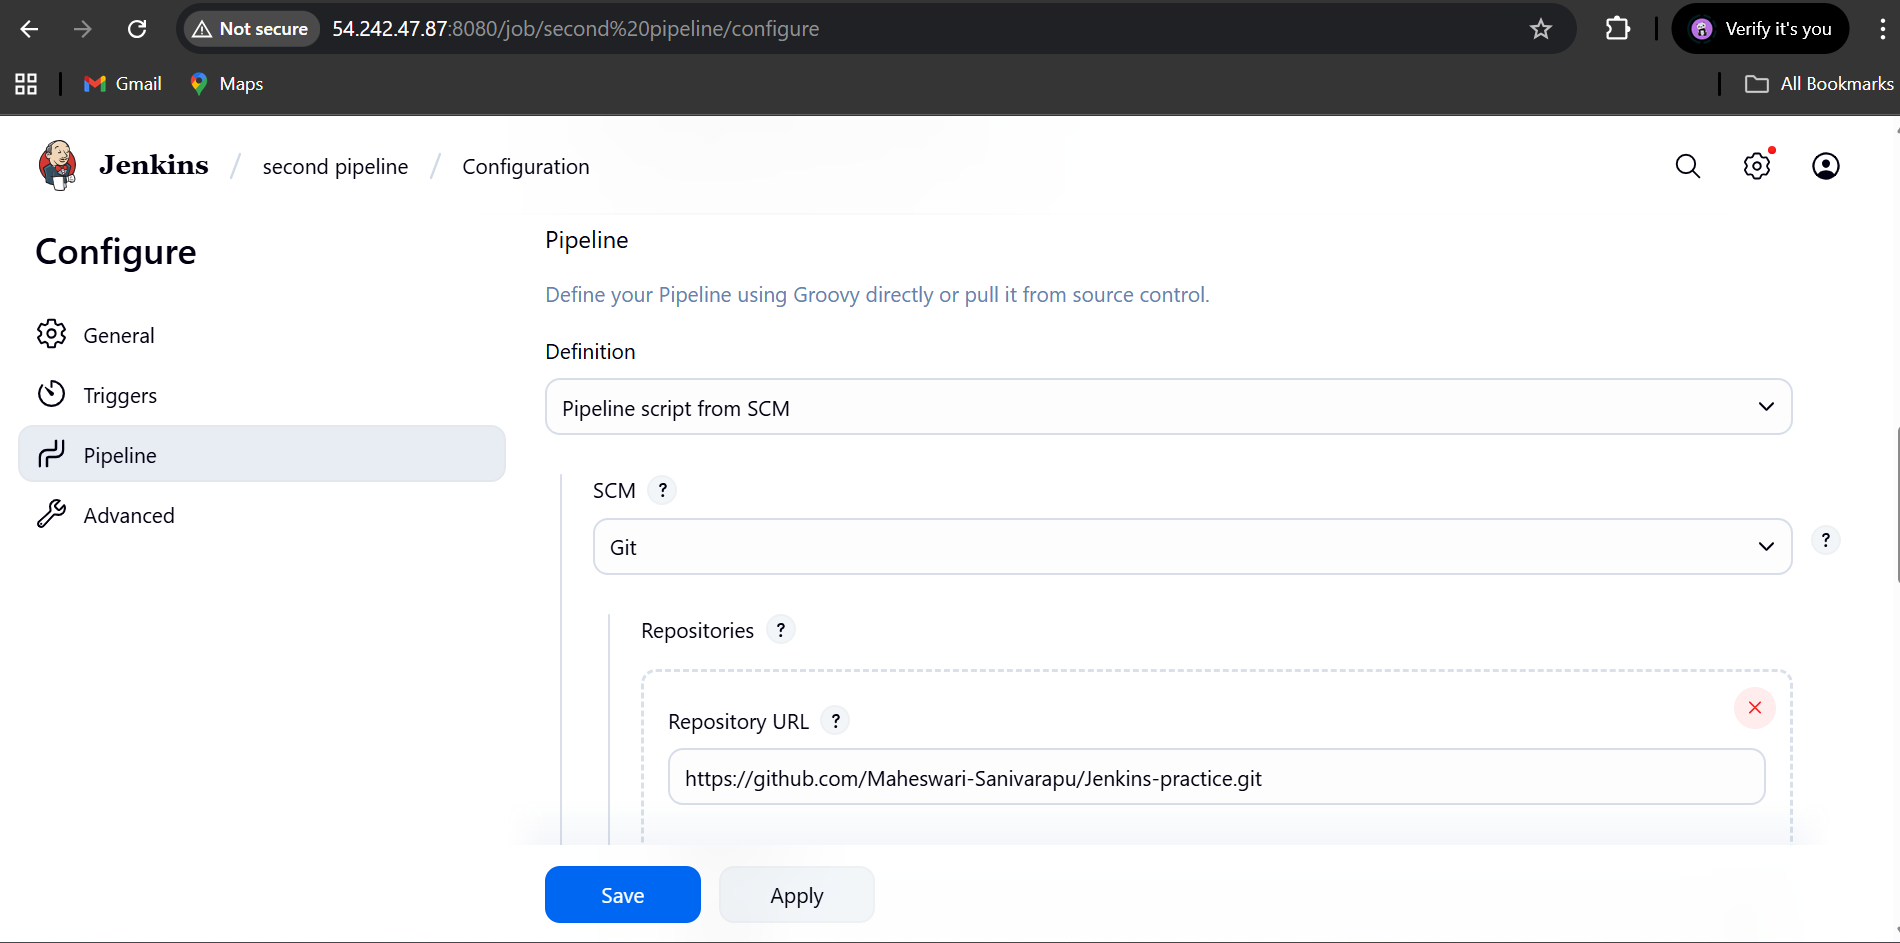 Not secure 54.242.47.87:8080/job/second%20pipeline/configure Verify it's you
Gmail Maps All Bookmarks
Jenkins / second pipeline / Configuration
Configure
General
Triggers
Pipeline
Advanced
Pipeline
Define your Pipeline using Groovy directly or pull it from source control.
Definition
Pipeline script from SCM
SCM ?
Git
?
Repositories ?
Repository URL ?
https://github.com/Maheswari-Sanivarapu/Jenkins-practice.git
Save Apply